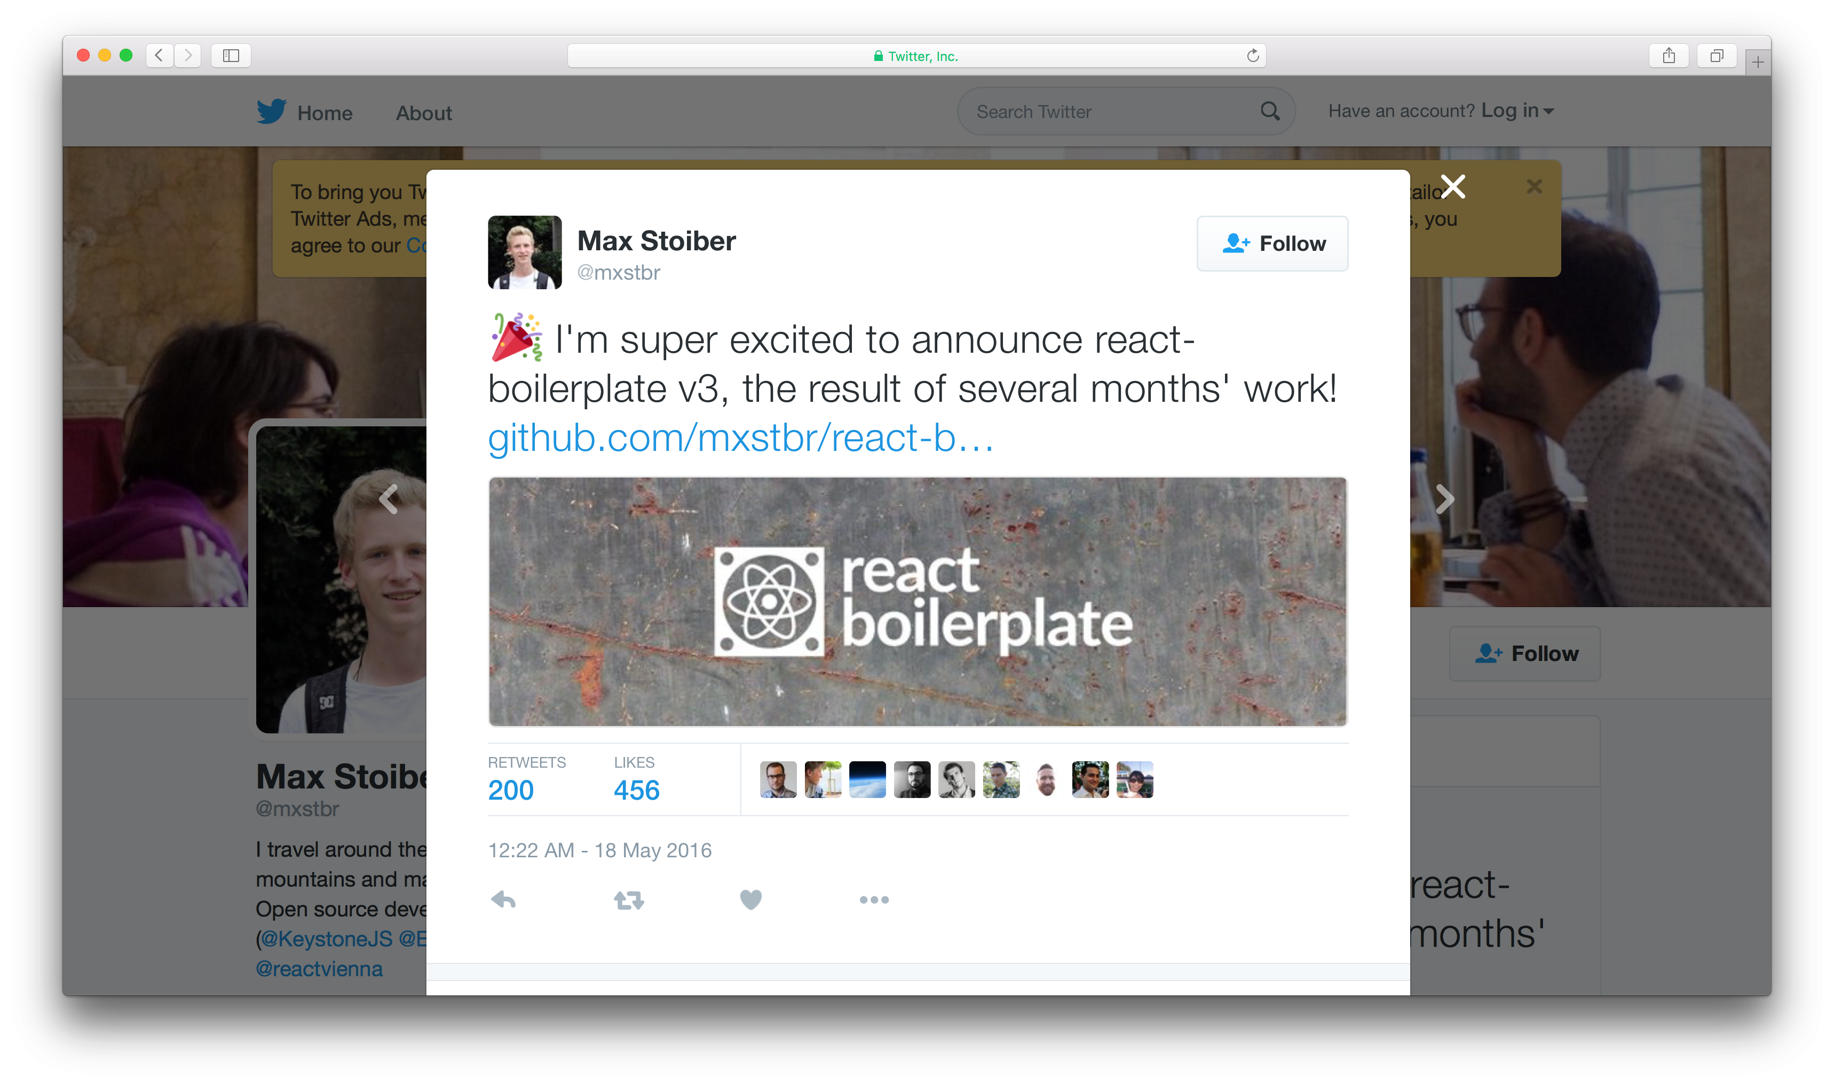 Twitter, Inc.
Home
About
Search Twitter
Have an account? Log in
To bring you Tw
Twitter Ads, me
agree to our Co
tailor
s, you
Max Stoiber
@mxstbr
Follow
🎉 I'm super excited to announce react-
boilerplate v3, the result of several months' work!
github.com/mxstbr/react-b…
react
boilerplate
RETWEETS
200
LIKES
456
12:22 AM - 18 May 2016
Follow
Max Stoibe
@mxstbr
I travel around the
mountains and ma
Open source deve
(@KeystoneJS @E
@reactvienna
react-
months'